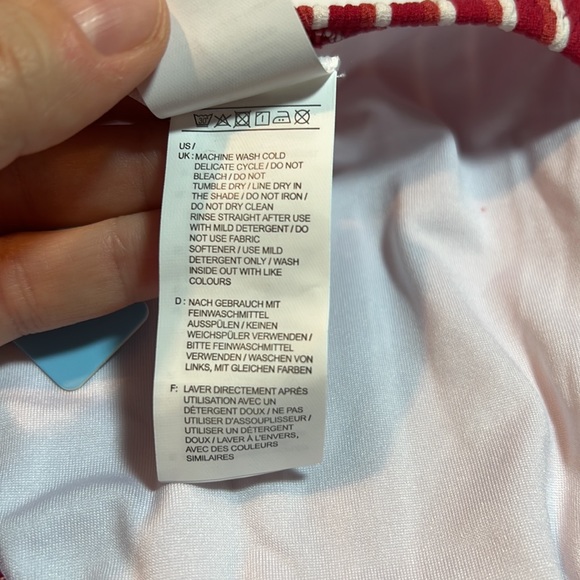 US /
UK : MACHINE WASH COLD
DELICATE CYCLE / DO NOT
BLEACH / DO NOT
TUMBLE DRY / LINE DRY IN
THE SHADE / DO NOT IRON /
DO NOT DRY CLEAN
RINSE STRAIGHT AFTER USE
WITH MILD DETERGENT / DO
NOT USE FABRIC
SOFTENER / USE MILD
DETERGENT ONLY / WASH
INSIDE OUT WITH LIKE
COLOURS
D : NACH GEBRAUCH MIT
FEINWASCHMITTEL
AUSSPÜLEN / KEINEN
WEICHSPÜLER VERWENDEN /
BITTE FEINWASCHMITTEL
VERWENDEN / WASCHEN VON
LINKS, MIT GLEICHEN FARBEN
F: LAVER DIRECTEMENT APRÈS
UTILISATION AVEC UN
DÉTERGENT DOUX / NE PAS
UTILISER D'ASSOUPLISSEUR /
UTILISER UN DÉTERGENT
DOUX / LAVER À L'ENVERS,
AVEC DES COULEURS
SIMILAIRES